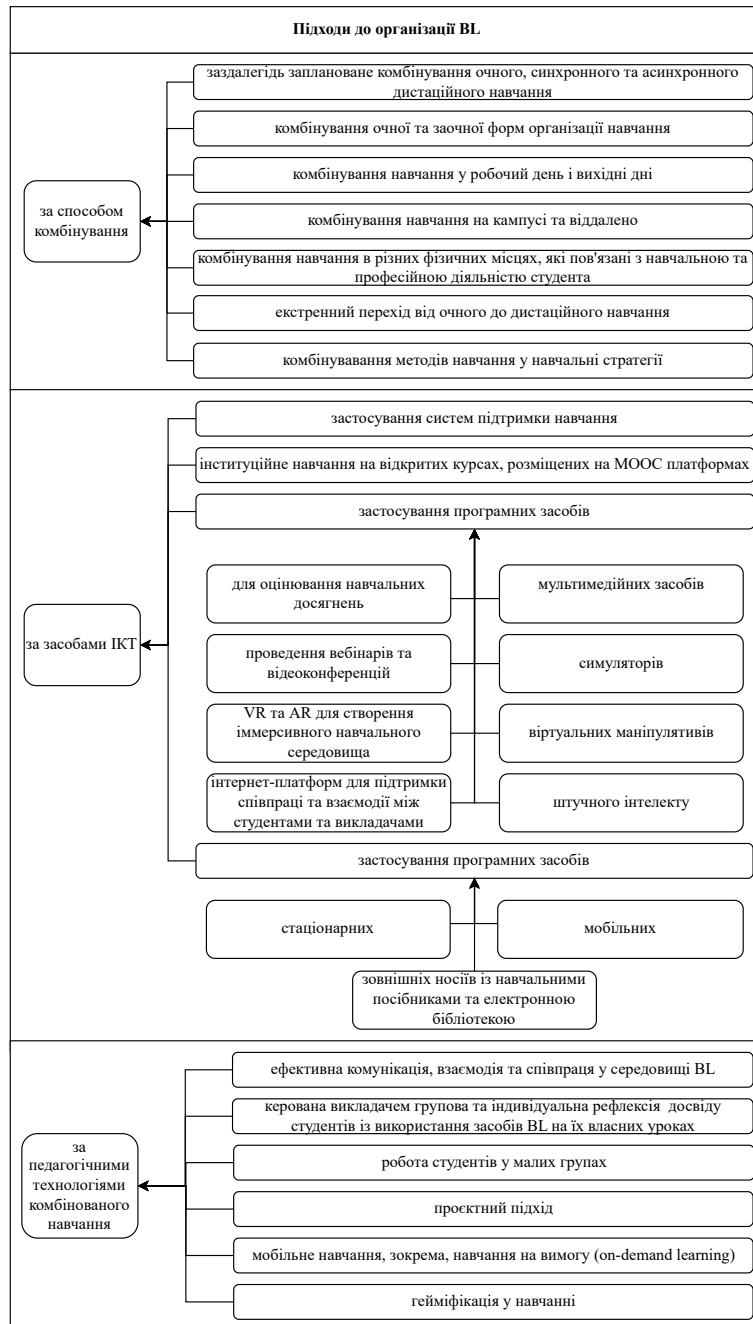 Підходи до організації BL
за способом
комбінування
заздалегідь заплановане комбінування очного, синхронного та асинхронного
дистаційного навчання
комбінування очної та заочної форм організації навчання
комбінування навчання у робочий день і вихідні дні
комбінування навчання на кампусі та віддалено
комбінування навчання в різних фізичних місцях, які пов'язані з навчальною та
професійною діяльністю студента
екстренний перехід від очного до дистаційного навчання
комбінувавання методів навчання у навчальні стратегії
за засобами ІКТ
застосування систем підтримки навчання
інституційне навчання на відкритих курсах, розміщених на МООС платформах
застосування програмних засобів
для оцінювання навчальних
досягнень
мультимедійних засобів
проведення вебінарів та
відеоконференцій
симуляторів
VR та AR для створення
іммерсивного навчального
середовища
віртуальних маніпулятивів
інтернет-платформ для підтримки
співпраці та взаємодії між
студентами та викладачами
штучного інтелекту
застосування програмних засобів
стаціонарних
мобільних
зовнішніх носіїв із навчальними
посібниками та електронною
бібліотекою
за
педагогічними
технологіями
комбінованого
навчання
ефективна комунікація, взаємодія та співпраця у середовищі BL
керована викладачем групова та індивідуальна рефлексія досвіду
студентів із використання засобів BL на їх власних уроках
робота студентів у малих групах
проєктний підхід
мобільне навчання, зокрема, навчання на вимогу (on-demand learning)
гейміфікація у навчанні